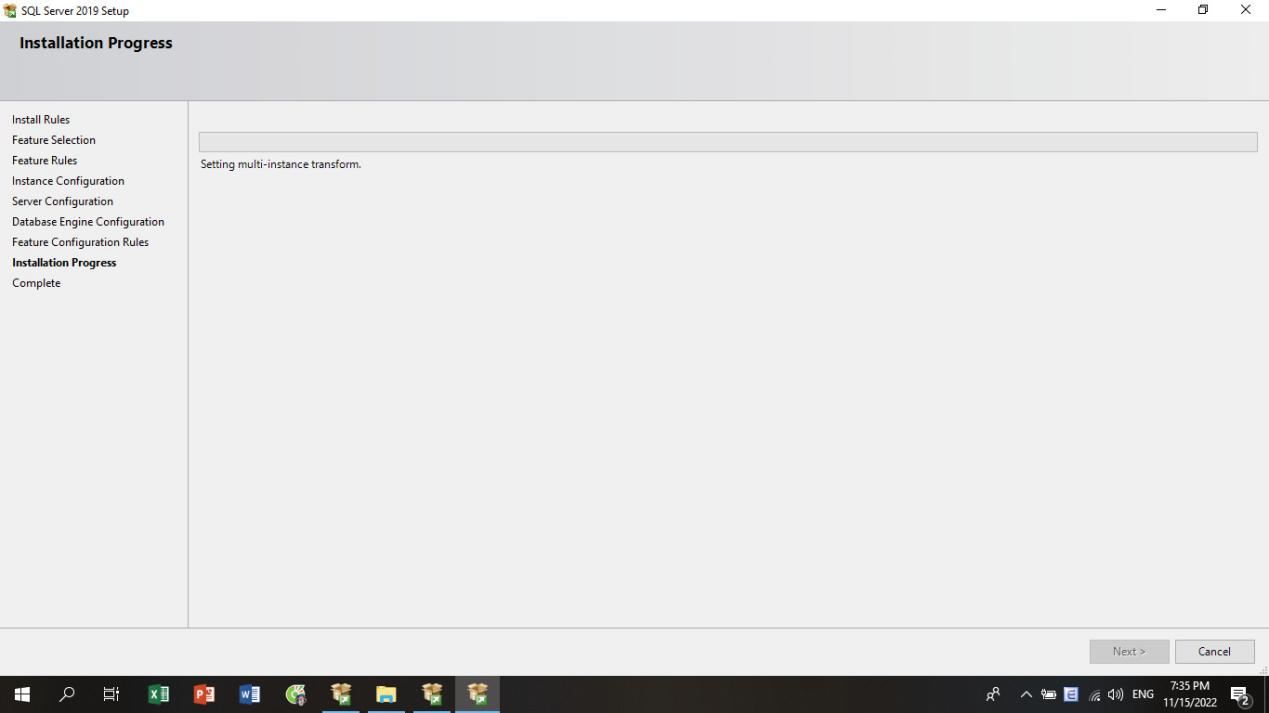 SQL Server 2019 Setup
Installation Progress
Install Rules
Feature Selection
Feature Rules
Instance Configuration
Server Configuration
Database Engine Configuration
Feature Configuration Rules
Installation Progress
Complete
Setting multi-instance transform.
Next >
Cancel
ENG
7:35 PM
11/15/2022
2